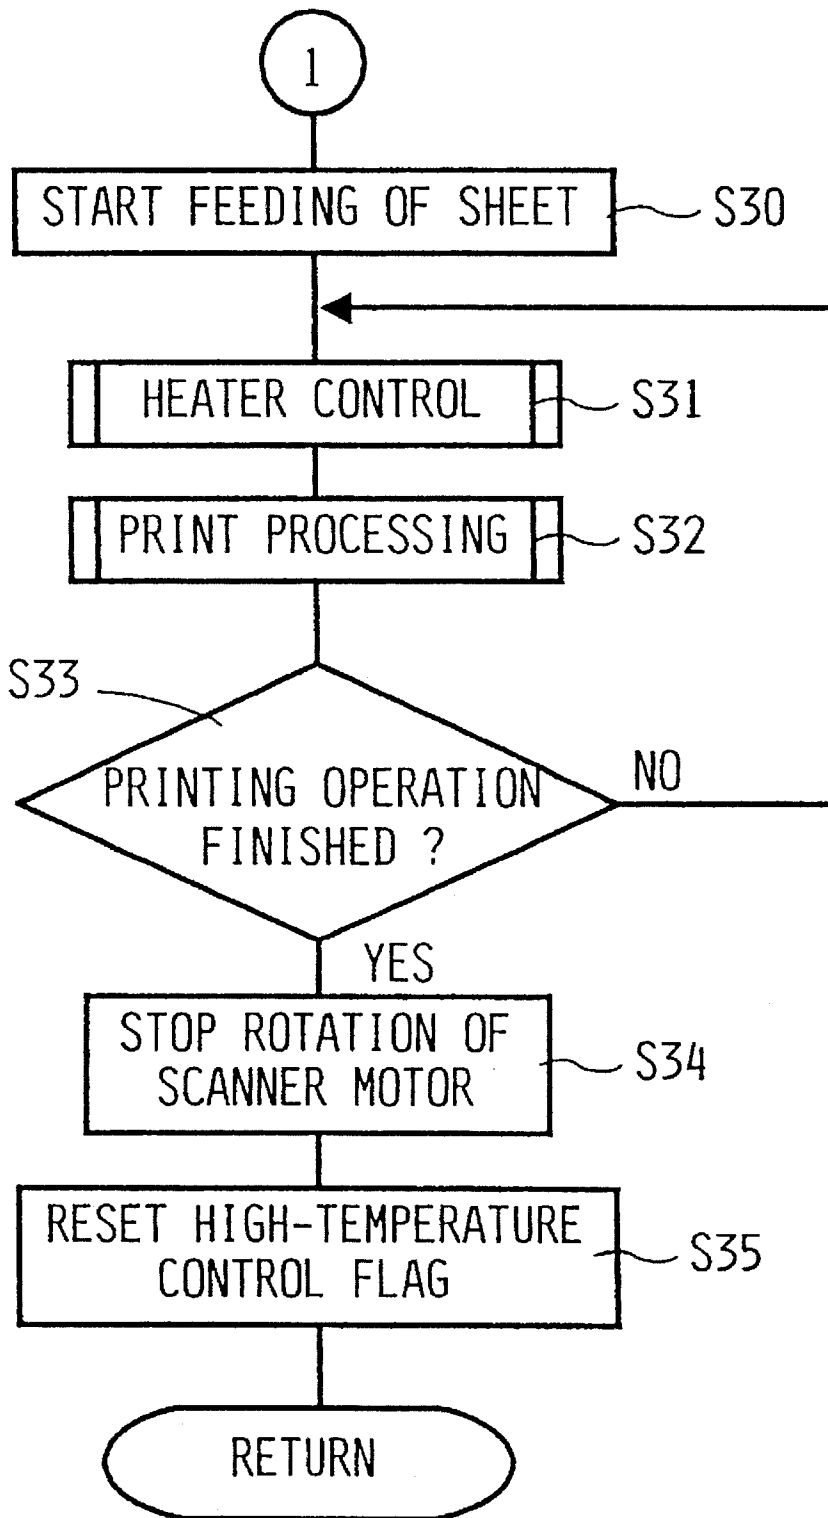 1
START FEEDING OF SHEET
S30
HEATER CONTROL
S31
PRINT PROCESSING
S32
S33
PRINTING OPERATION
FINISHED ?
NO
YES
STOP ROTATION OF
SCANNER MOTOR
S34
RESET HIGH-TEMPERATURE
CONTROL FLAG
S35
RETURN